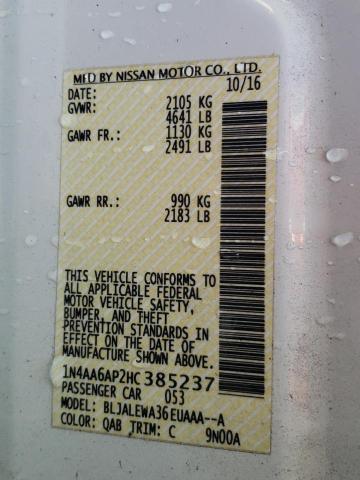 MFD BY NISSAN MOTOR CO., LTD.
DATE: 10/16
GVWR: 2105 KG
4641 LB
GAWR FR.: 1130 KG
2491 LB
GAWR RR.: 990 KG
2183 LB
THIS VEHICLE CONFORMS TO
ALL APPLICABLE FEDERAL
MOTOR VEHICLE SAFETY,
BUMPER, AND THEFT
PREVENTION STANDARDS IN
EFFECT ON THE DATE OF
MANUFACTURE SHOWN ABOVE.
1N4AA6AP2HC385237
PASSENGER CAR 053
MODEL: BLJALEWA36EUAAA--A
COLOR: QAB TRIM: C 9N00A